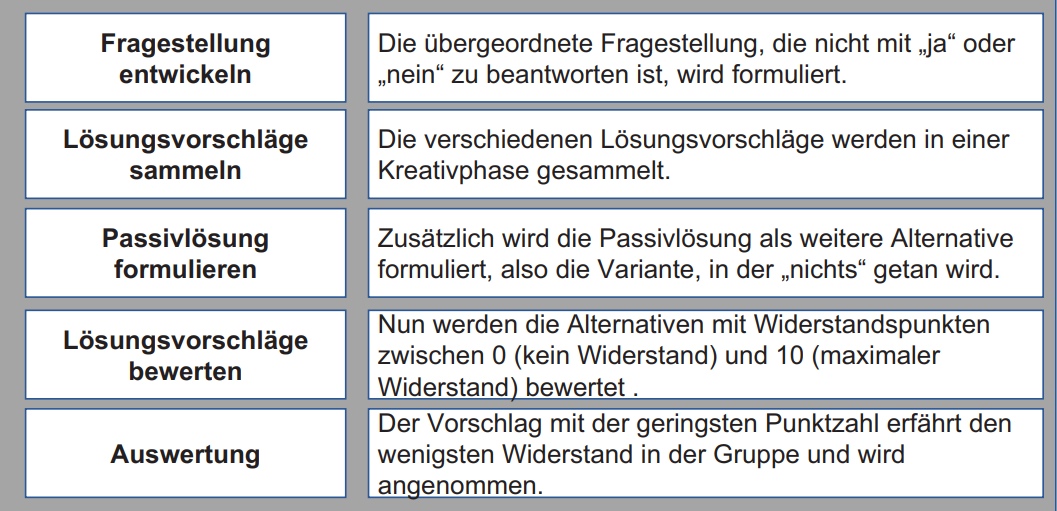 Fragestellung
entwickeln
Die übergeordnete Fragestellung, die nicht mit „ja“ oder
„nein“ zu beantworten ist, wird formuliert.
Lösungsvorschläge
sammeln
Die verschiedenen Lösungsvorschläge werden in einer
Kreativphase gesammelt.
Passivlösung
formulieren
Zusätzlich wird die Passivlösung als weitere Alternative
formuliert, also die Variante, in der „nichts“ getan wird.
Lösungsvorschläge
bewerten
Nun werden die Alternativen mit Widerstandspunkten
zwischen 0 (kein Widerstand) und 10 (maximaler
Widerstand) bewertet .
Auswertung
Der Vorschlag mit der geringsten Punktzahl erfährt den
wenigsten Widerstand in der Gruppe und wird
angenommen.